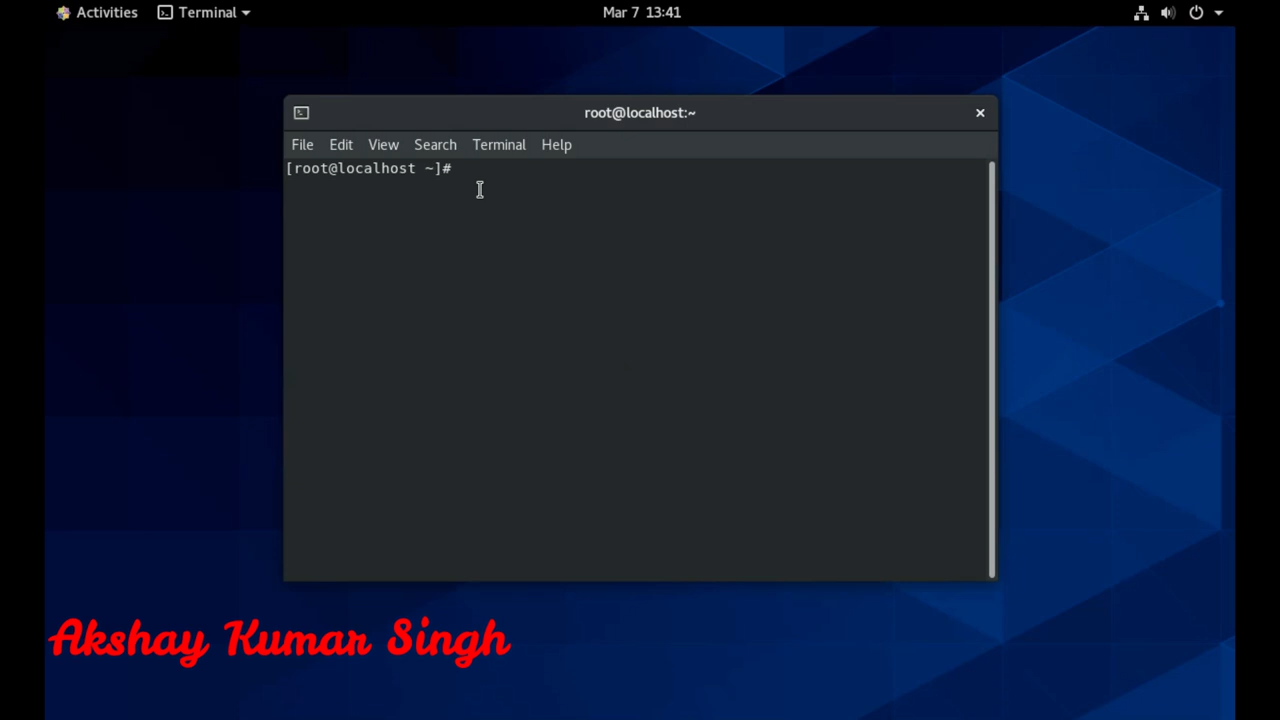 Activities Terminal Mar 7 13:41
root@localhost:~
File Edit View Search Terminal Help
[root@localhost ~]#
Akshay Kumar Singh